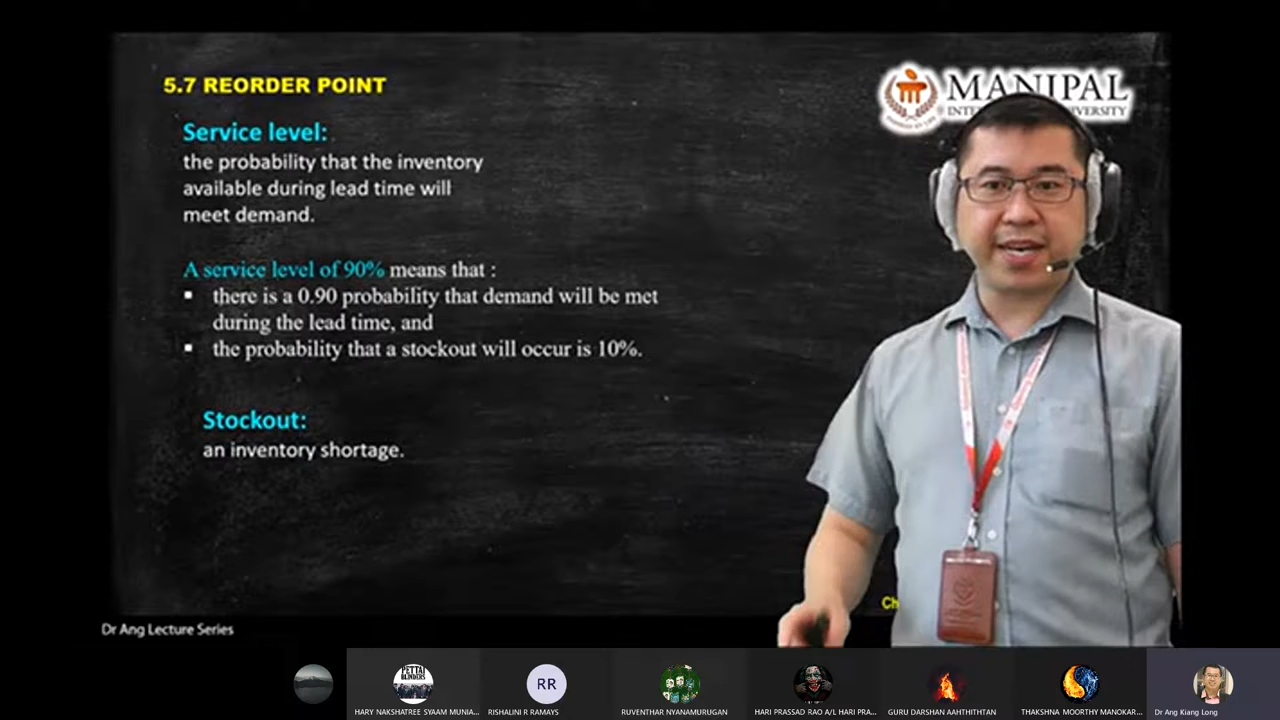 5.7 REORDER POINT
MANIPAL
Service level:
the probability that the inventory
available during lead time will
meet demand.
A service level of 90% means that :
▪ there is a 0.90 probability that demand will be met
during the lead time, and
▪ the probability that a stockout will occur is 10%.
Stockout:
an inventory shortage.
Ch
Dr Ang Lecture Series
RR
HARY NAKSHATREE SYAAM MUNIA...
RISHALINI R RAMAYS
RUVENTHAR NYANAMURUGAN
HARI PRASSAD RAO A/L HARI PRA...
GURU DARSHAN AAHTHITHTAN
THAKSHNA MOORTHY MANOKAR...
Dr Ang Kiang Long